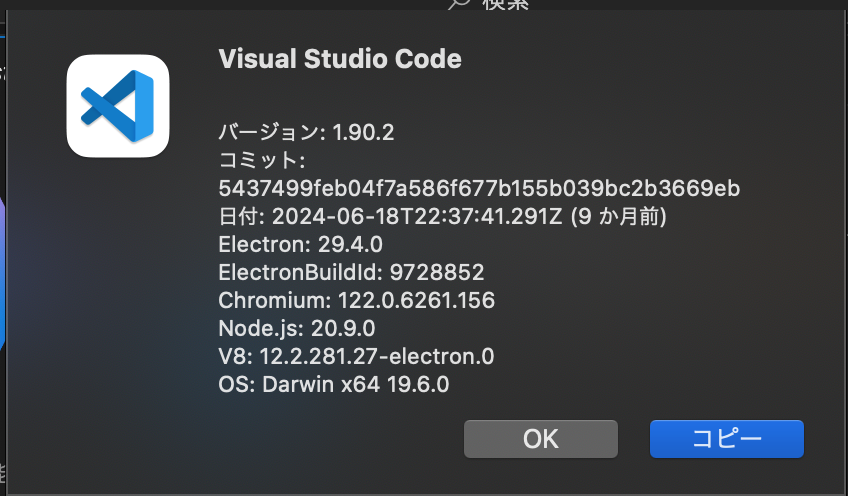 検索
Visual Studio Code
バージョン: 1.90.2
コミット:
5437499feb04f7a586f677b155b039bc2b3669eb
日付: 2024-06-18T22:37:41.291Z (9 か月前)
Electron: 29.4.0
ElectronBuildId: 9728852
Chromium: 122.0.6261.156
Node.js: 20.9.0
V8: 12.2.281.27-electron.0
OS: Darwin x64 19.6.0
OK
コピー